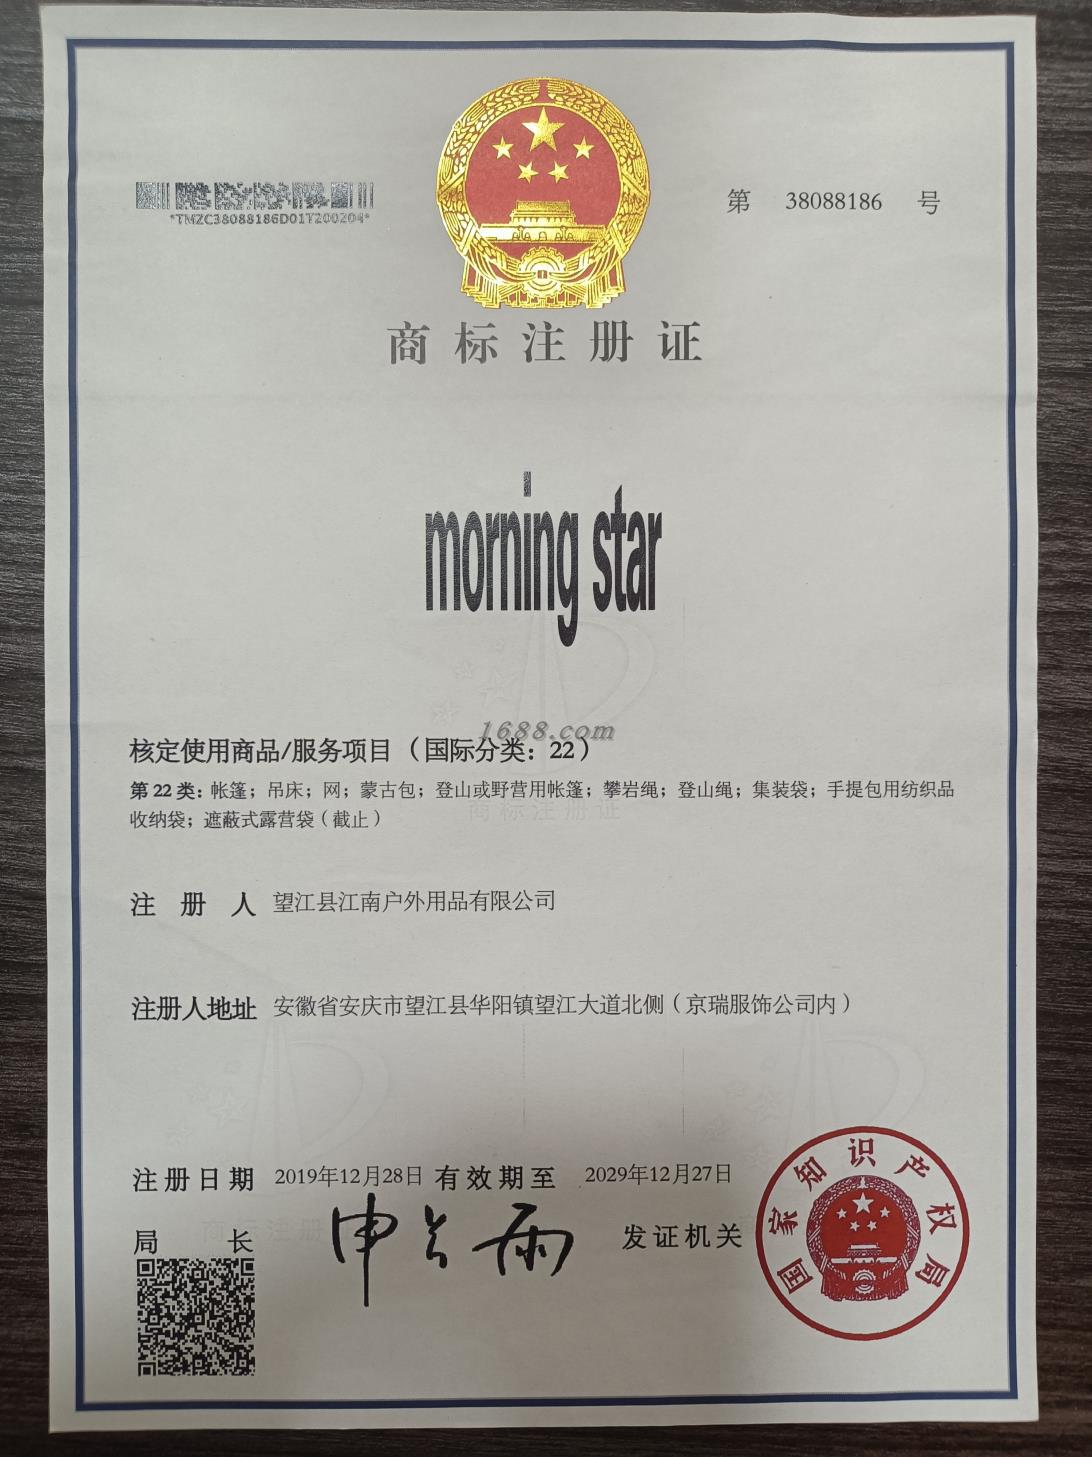 *TMZC38088186D01T200204*
第 38088186 号
商标注册证
morning star
1688.com
核定使用商品/服务项目（国际分类：22）
第22类：帐篷；吊床；网；蒙古包；登山或野营用帐篷；攀岩绳；登山绳；集装袋；手提包用纺织品
收纳袋；遮蔽式露营袋（截止）
商标注册证
注册人 望江县江南户外用品有限公司
注册人地址 安徽省安庆市望江县华阳镇望江大道北侧（京瑞服饰公司内）
注册日期 2019年12月28日 有效期至 2029年12月27日
局长 申长雨 发证机关
国家知识产权局